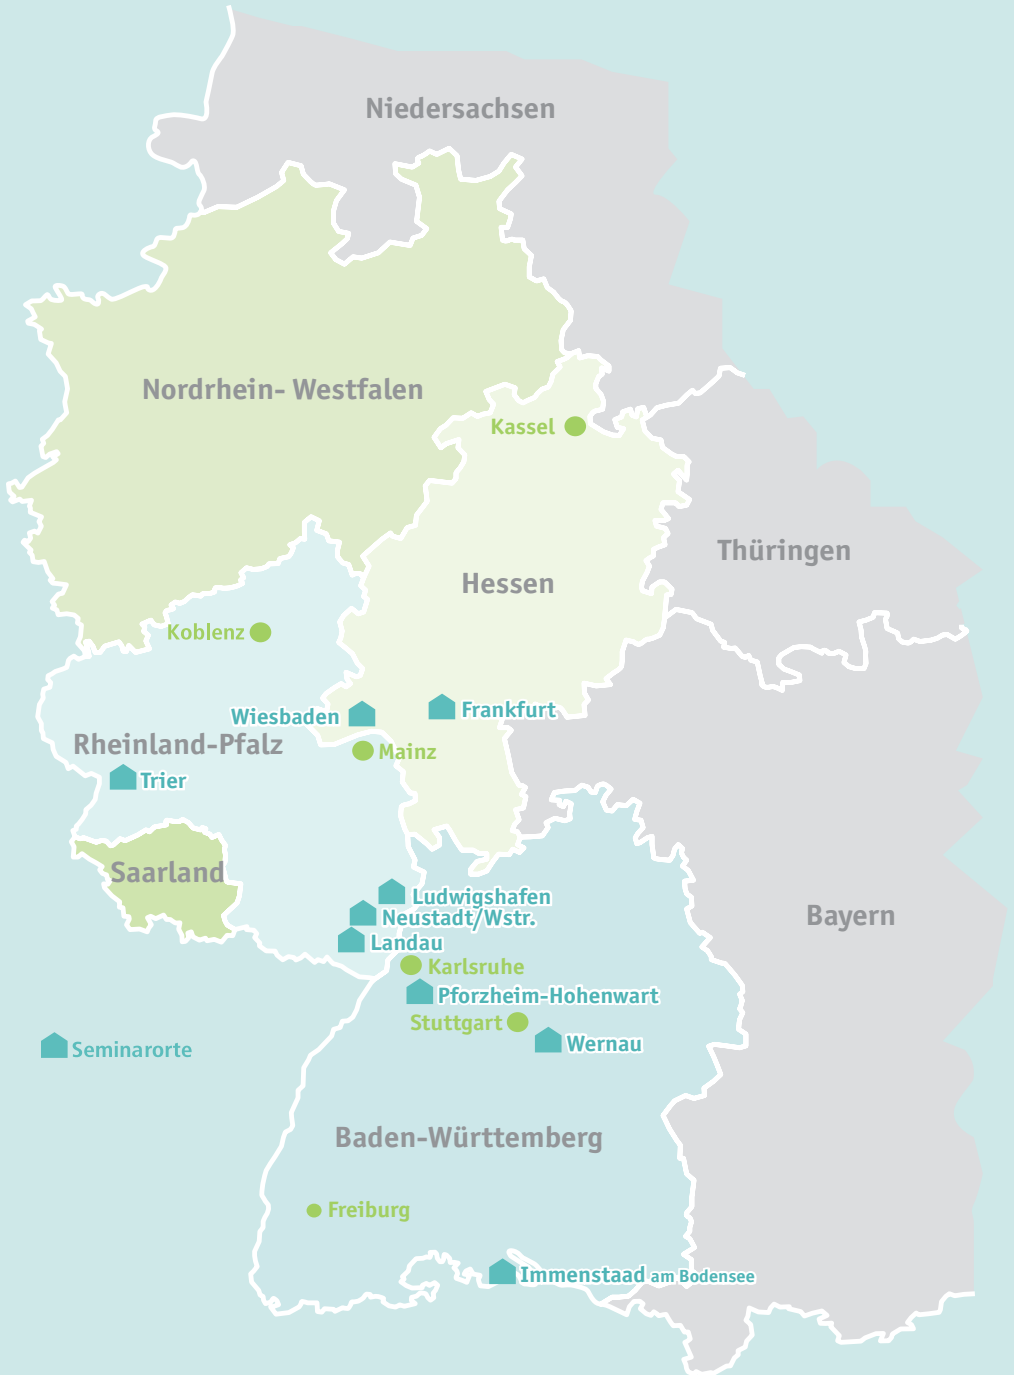 Niedersachsen
Nordrhein- Westfalen
Kassel
Thüringen
Hessen
Koblenz
Wiesbaden
Frankfurt
Rheinland-Pfalz
Mainz
Trier
Saarland
Ludwigshafen
Neustadt/Wstr.
Bayern
Landau
Karlsruhe
Pforzheim-Hohenwart
Stuttgart
Wernau
Seminarorte
Baden-Württemberg
Freiburg
Immenstaad am Bodensee